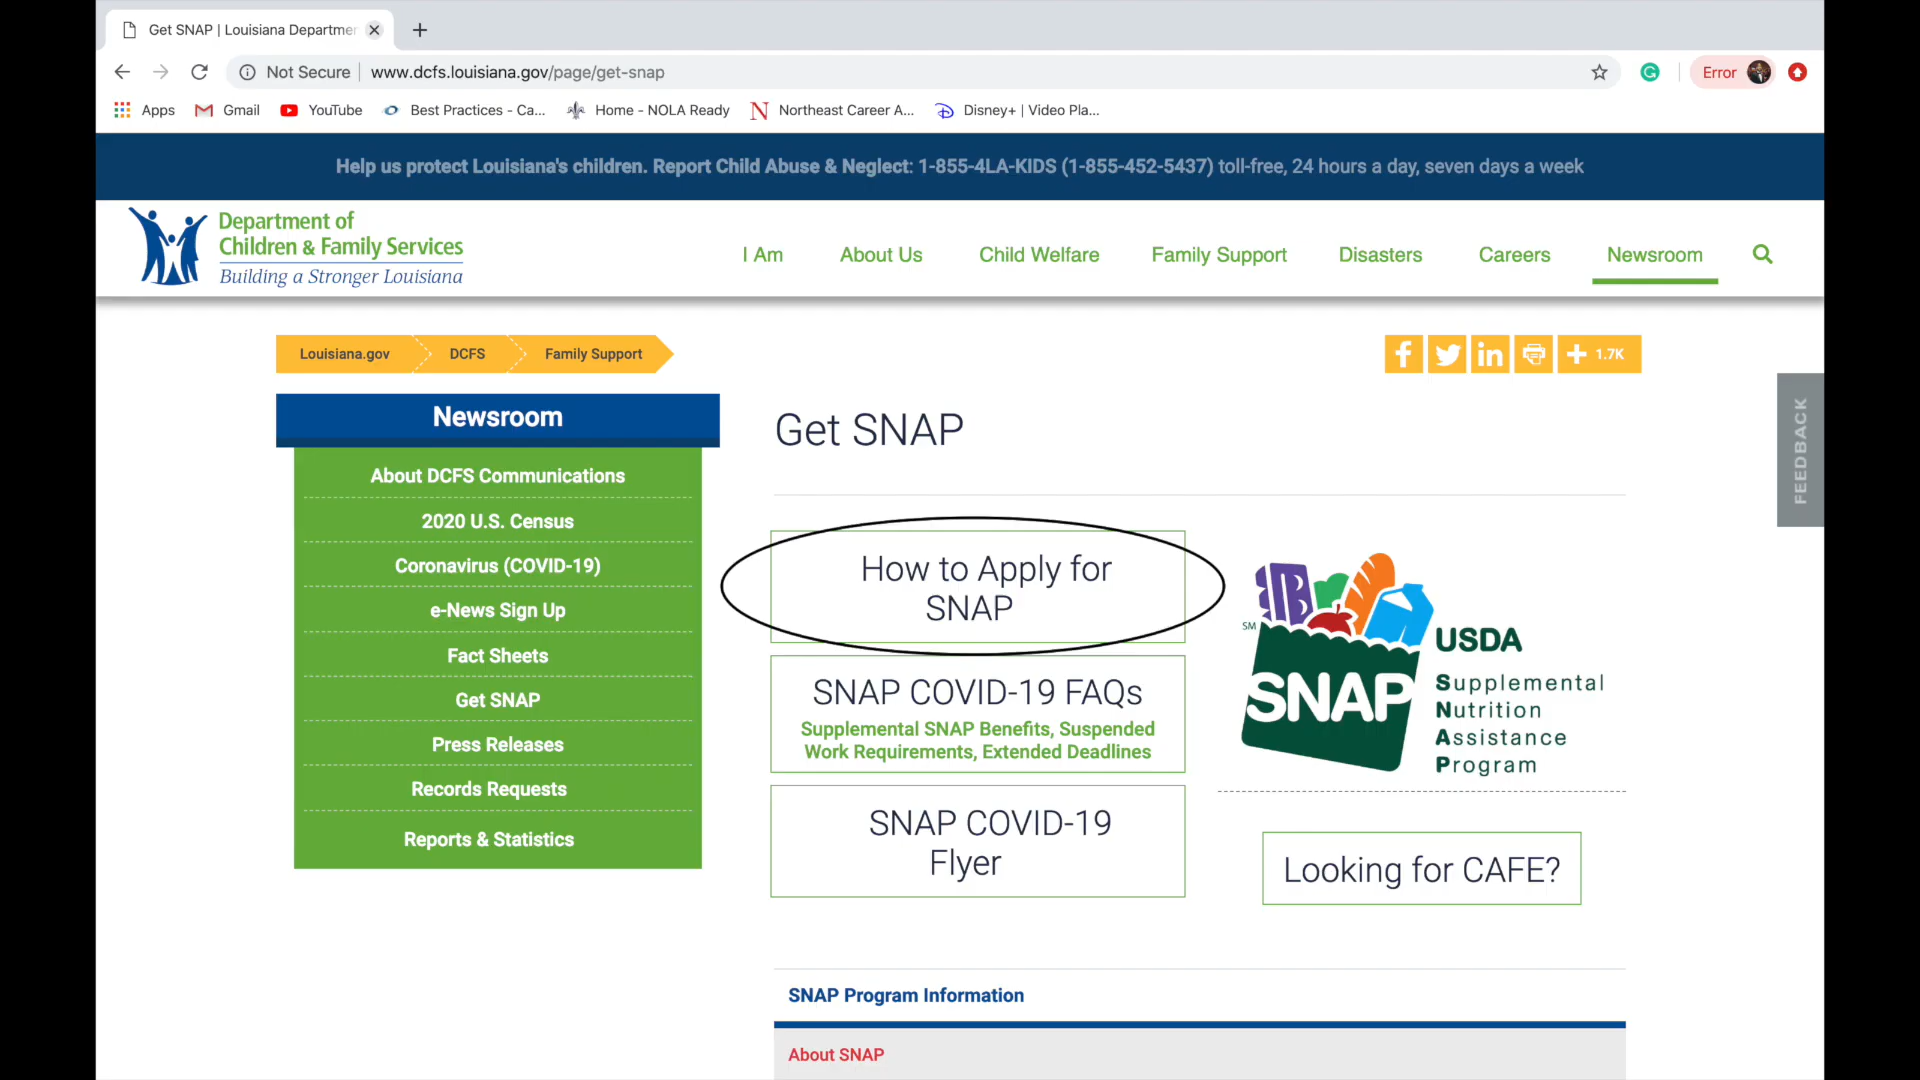 Get SNAP | Louisiana Departmer
Not Secure
www.dcfs.louisiana.gov/page/get-snap
Error
Apps
Gmail
YouTube
Best Practices - Ca...
Home - NOLA Ready
Northeast Career A...
Disney+ | Video Pla...
Help us protect Louisiana's children. Report Child Abuse & Neglect: 1-855-4LA-KIDS (1-855-452-5437) toll-free, 24 hours a day, seven days a week
Department of
Children & Family Services
Building a Stronger Louisiana
I Am
About Us
Child Welfare
Family Support
Disasters
Careers
Newsroom
Louisiana.gov
DCFS
Family Support
1.7K
FEEDBACK
Newsroom
About DCFS Communications
2020 U.S. Census
Coronavirus (COVID-19)
e-News Sign Up
Fact Sheets
Get SNAP
Press Releases
Records Requests
Reports & Statistics
Get SNAP
How to Apply for
SNAP
SNAP COVID-19 FAQs
Supplemental SNAP Benefits, Suspended
Work Requirements, Extended Deadlines
SNAP COVID-19
Flyer
SM
SNAP
USDA
Supplemental
Nutrition
Assistance
Program
Looking for CAFE?
SNAP Program Information
About SNAP